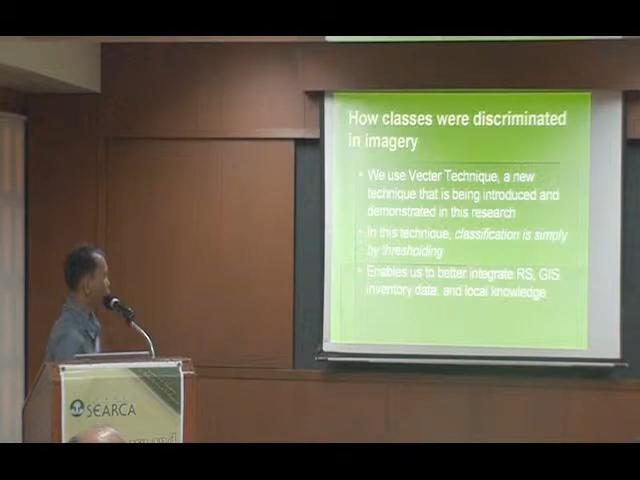 How classes were discriminated
in imagery
• We use Vecter Technique, a new
technique that is being introduced and
demonstrated in this research
• In this technique, classification is simply
by thresholding
• Enables us to better integrate RS, GIS
inventory data, and local knowledge
SEARCA
and